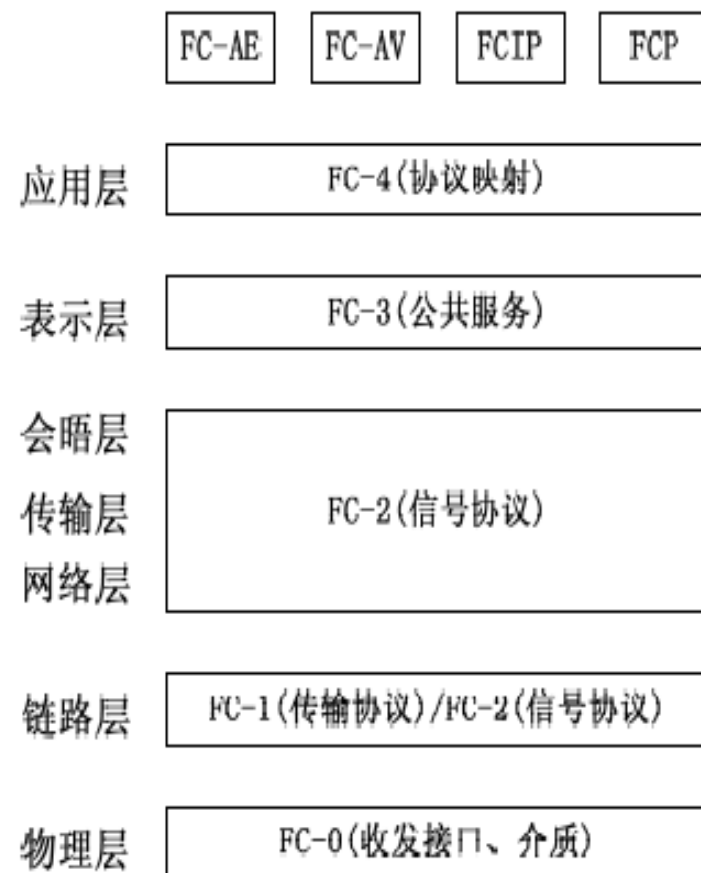 FC-AE FC-AV FCIP FCP
应用层 FC-4(协议映射)
表示层 FC-3(公共服务)
会晤层
传输层 FC-2(信号协议)
网络层
链路层 FC-1(传输协议)/FC-2(信号协议)
物理层 FC-0(收发接口、介质)